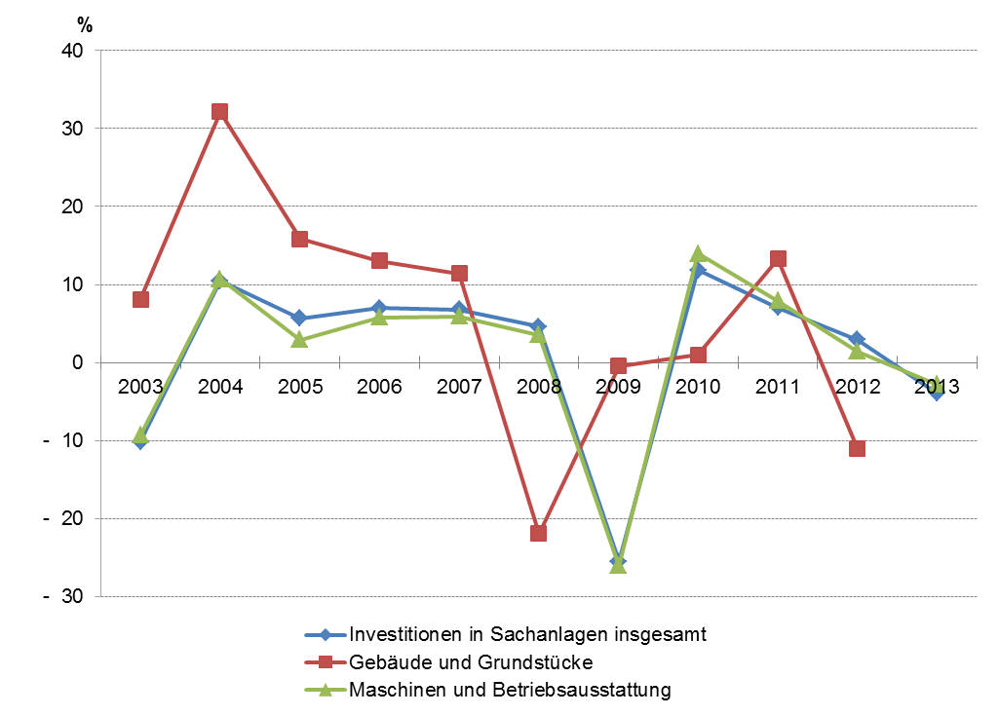 %
40
30
20
10
0
- 10
- 20
- 30
2003 2004 2005 2006 2007 2008 2009 2010 2011 2012 2013
Investitionen in Sachanlagen insgesamt
Gebäude und Grundstücke
Maschinen und Betriebsausstattung